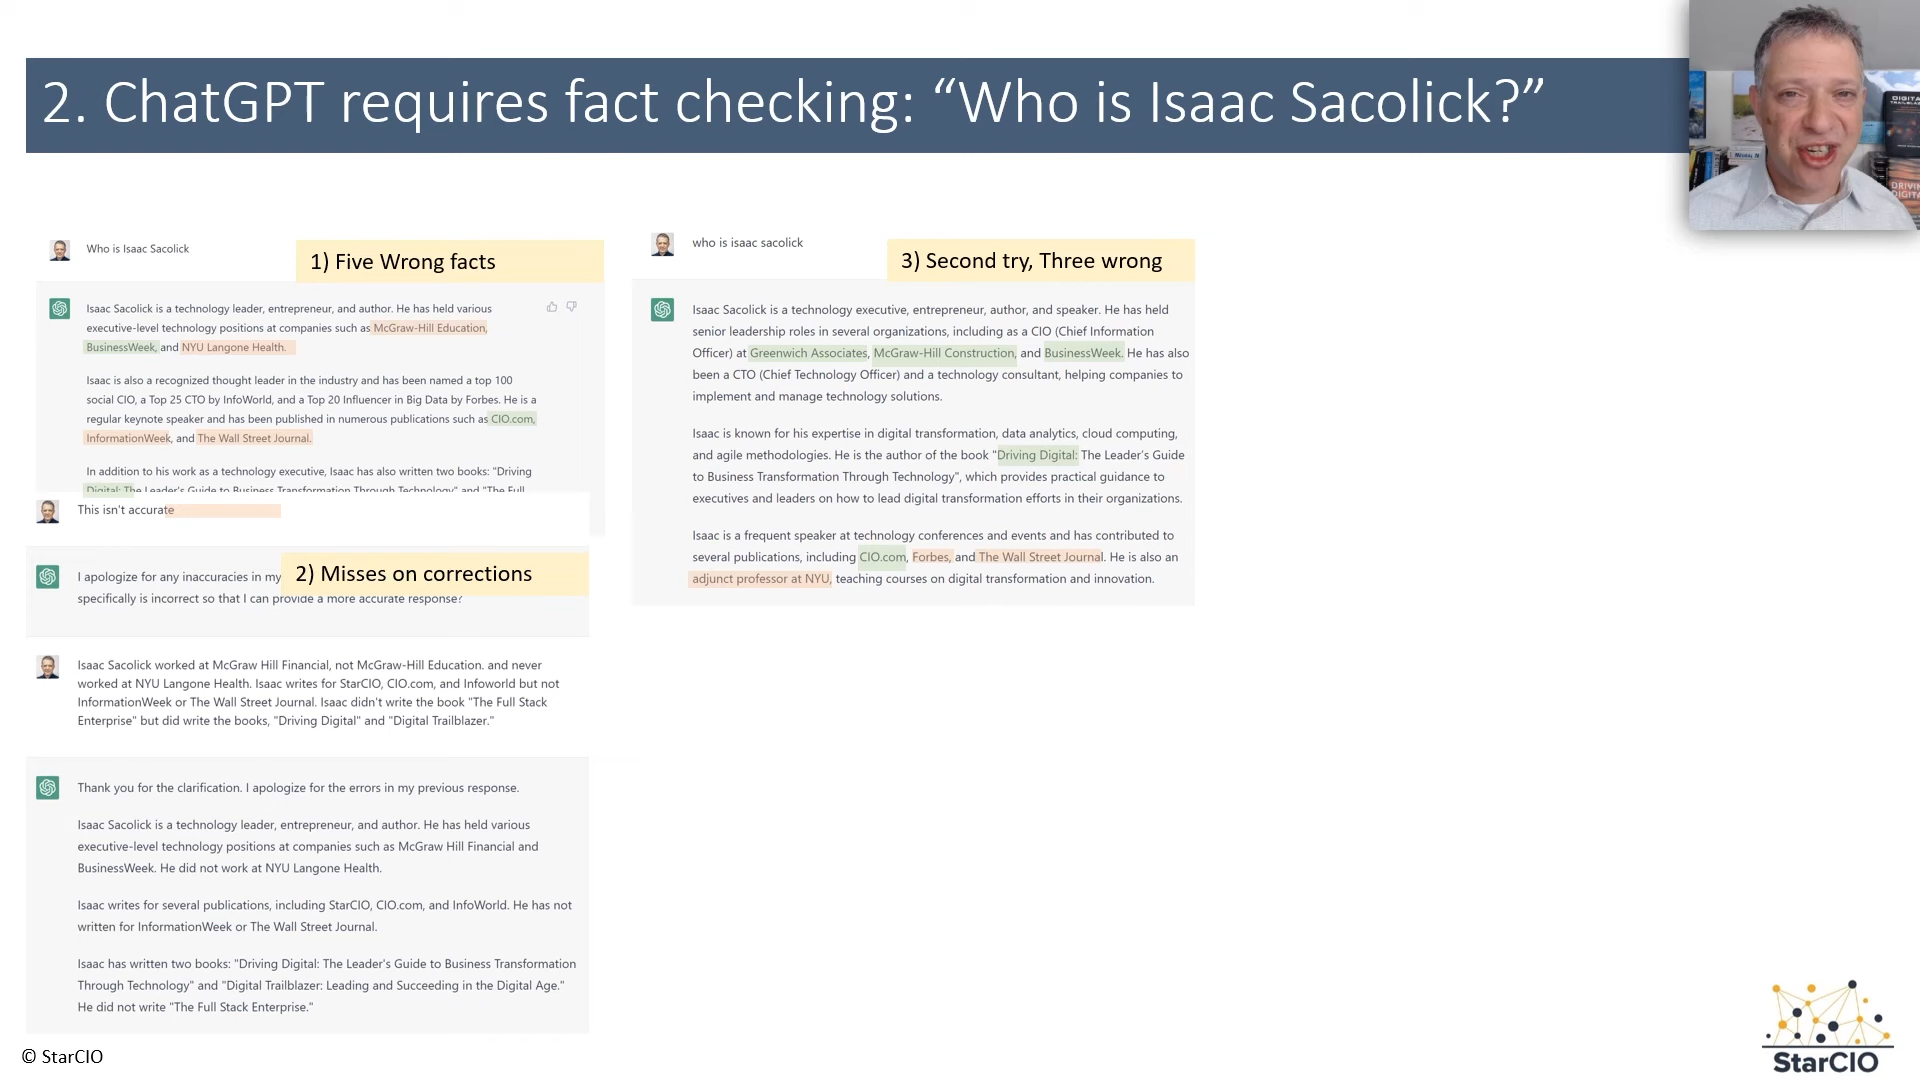 2. ChatGPT requires fact checking: “Who is Isaac Sacolick?”
Who is Isaac Sacolick
1) Five Wrong facts
Isaac Sacolick is a technology leader, entrepreneur, and author. He has held various
executive-level technology positions at companies such as McGraw-Hill Education,
BusinessWeek, and NYU Langone Health.
Isaac is also a recognized thought leader in the industry and has been named a top 100
social CIO, a Top 25 CTO by InfoWorld, and a Top 20 Influencer in Big Data by Forbes. He is a
regular keynote speaker and has been published in numerous publications such as CIO.com,
InformationWeek, and The Wall Street Journal.
In addition to his work as a technology executive, Isaac has also written two books: "Driving
Digital: The Leader's Guide to Business Transformation Through Technology" and "The Full
This isn't accurate
I apologize for any inaccuracies in my
2) Misses on corrections
specifically is incorrect so that I can provide a more accurate response?
Isaac Sacolick worked at McGraw Hill Financial, not McGraw-Hill Education. and never
worked at NYU Langone Health. Isaac writes for StarCIO, CIO.com, and Infoworld but not
InformationWeek or The Wall Street Journal. Isaac didn't write the book "The Full Stack
Enterprise" but did write the books, "Driving Digital" and "Digital Trailblazer."
Thank you for the clarification. I apologize for the errors in my previous response.
Isaac Sacolick is a technology leader, entrepreneur, and author. He has held various
executive-level technology positions at companies such as McGraw Hill Financial and
BusinessWeek. He did not work at NYU Langone Health.
Isaac writes for several publications, including StarCIO, CIO.com, and InfoWorld. He has not
written for InformationWeek or The Wall Street Journal.
Isaac has written two books: "Driving Digital: The Leader's Guide to Business Transformation
Through Technology" and "Digital Trailblazer: Leading and Succeeding in the Digital Age."
He did not write "The Full Stack Enterprise."
who is isaac sacolick
3) Second try, Three wrong
Isaac Sacolick is a technology executive, entrepreneur, author, and speaker. He has held
senior leadership roles in several organizations, including as a CIO (Chief Information
Officer) at Greenwich Associates, McGraw-Hill Construction, and BusinessWeek. He has also
been a CTO (Chief Technology Officer) and a technology consultant, helping companies to
implement and manage technology solutions.
Isaac is known for his expertise in digital transformation, data analytics, cloud computing,
and agile methodologies. He is the author of the book "Driving Digital: The Leader's Guide
to Business Transformation Through Technology", which provides practical guidance to
executives and leaders on how to lead digital transformation efforts in their organizations.
Isaac is a frequent speaker at technology conferences and events and has contributed to
several publications, including CIO.com, Forbes, and The Wall Street Journal. He is also an
adjunct professor at NYU, teaching courses on digital transformation and innovation.
© StarCIO
StarCIO